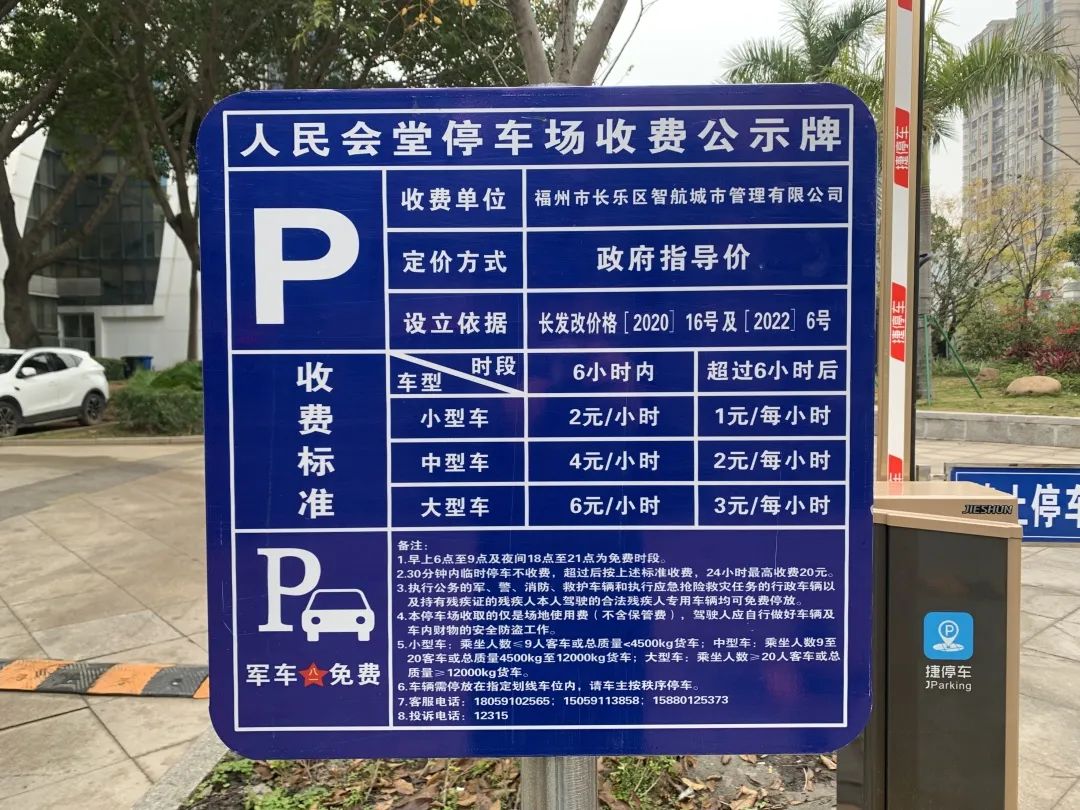 人民会堂停车场收费公示牌
P
收费单位
福州市长乐区智航城市管理有限公司
定价方式
政府指导价
设立依据
长发改价格[2020]16号及[2022]6号
收费标准
时段
车型
6小时内
超过6小时后
小型车
2元/小时
1元/每小时
中型车
4元/小时
2元/每小时
大型车
6元/小时
3元/每小时
P
军车八一免费
备注:
1.早上6点至9点及夜间18点至21点为免费时段。
2.30分钟内临时停车不收费，超过后按上述标准收费，24小时最高收费20元。
3.执行公务的军、警、消防、救护车辆和执行应急抢险救灾任务的行政车辆以
及持有残疾证的残疾人本人驾驶的合法残疾人专用车辆均可免费停放。
4.本停车场收取的仅是场地使用费（不含保管费），驾驶人应自行做好车辆及
车内财物的安全防盗工作。
5.小型车：乘坐人数≤9人客车或总质量<4500kg货车；中型车：乘坐人数9至
20客车或总质量4500kg至12000kg货车；大型车：乘坐人数≥20人客车或总
质量≥12000kg货车。
6.车辆需停放在指定划线车位内，请车主按秩序停车。
7.客服电话：18059102565；15059113858；15880125373
8.投诉电话：12315
捷停车
捷停车
捷停车
JIESHUN
止停车
P
捷停车
JParking